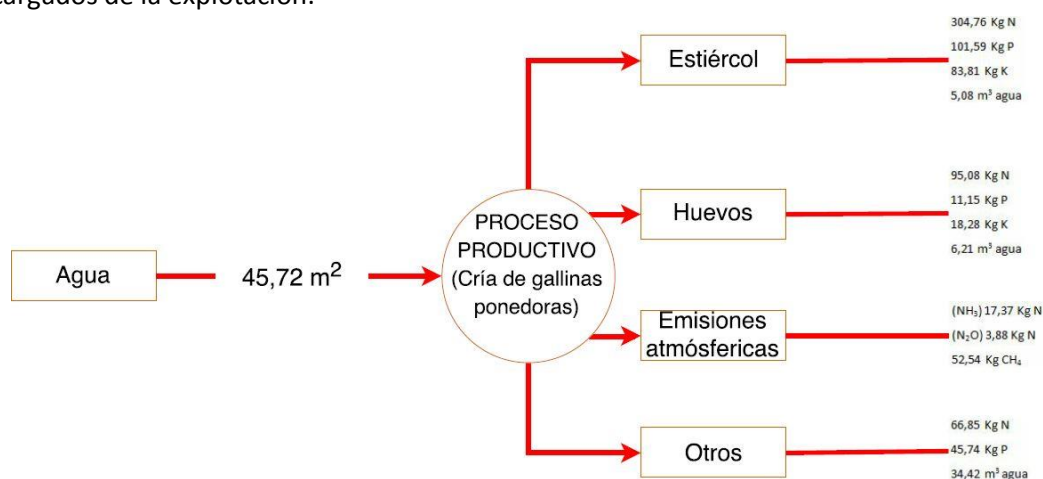 cargados de la explotación.
304,76 Kg N
101,59 Kg P
83,81 Kg K
5,08 m³ agua
Estiércol
95,08 Kg N
11,15 Kg P
18,28 Kg K
6,21 m³ agua
Huevos
PROCESO
PRODUCTIVO
(Cría de gallinas
ponedoras)
Agua
45,72 m²
Emisiones
atmósfericas
(NH₃) 17,37 Kg N
(N₂O) 3,88 Kg N
52,54 Kg CH₄
Otros
66,85 Kg N
45,74 Kg P
34,42 m³ agua